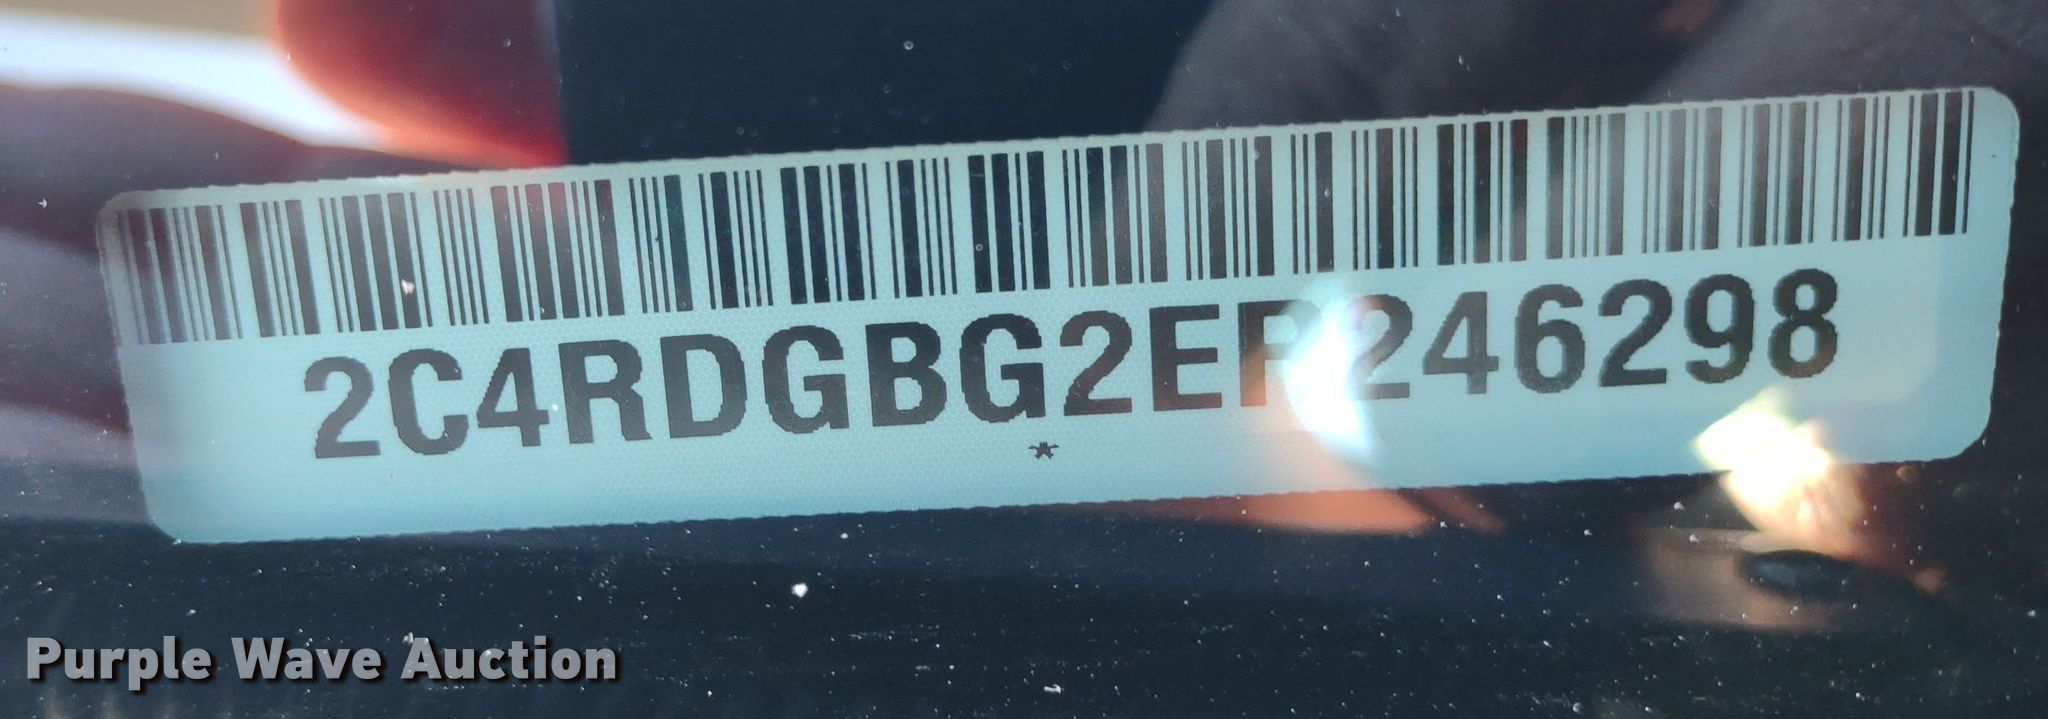 2C4RDGBG2ER246298
Purple Wave Auction